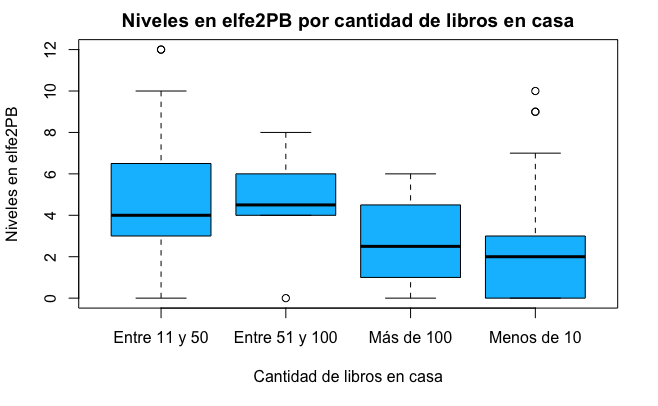 Niveles en elfe2PB por cantidad de libros en casa
Niveles en elfe2PB
12
10
8
6
4
2
0
Entre 11 y 50
Entre 51 y 100
Más de 100
Menos de 10
Cantidad de libros en casa